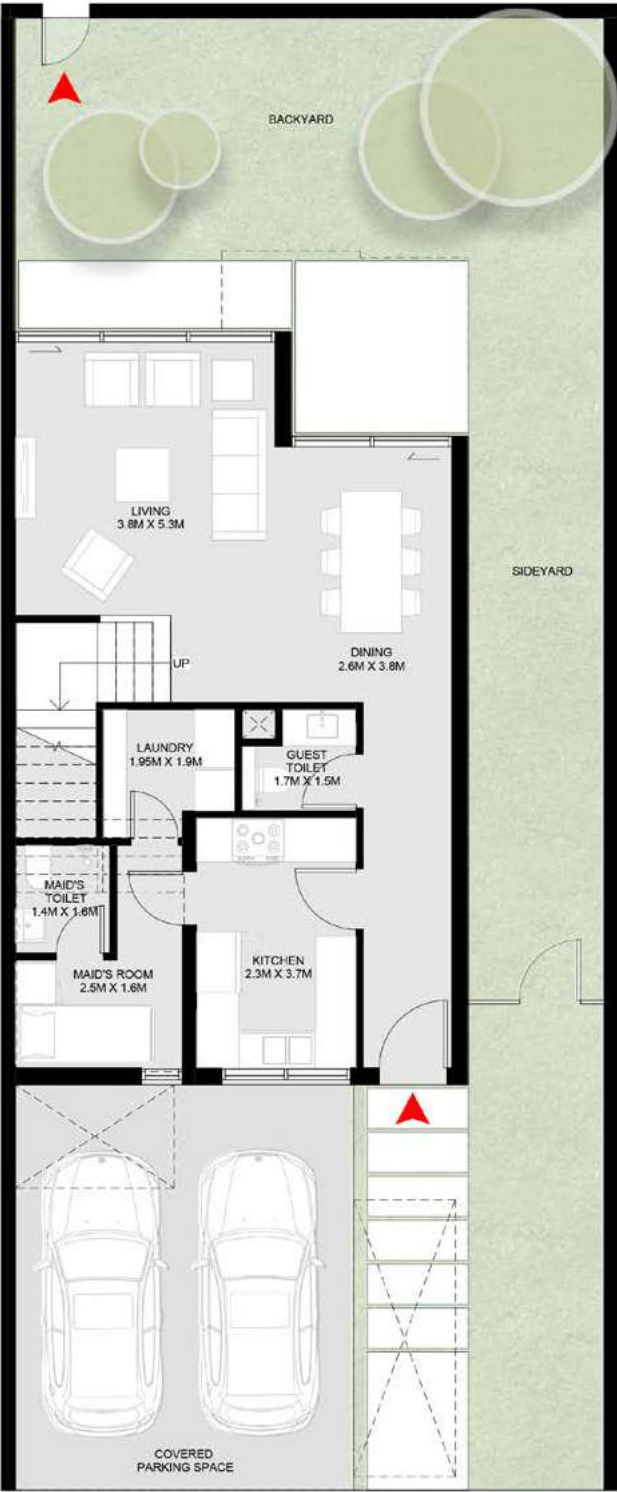 BACKYARD
LIVING
3.8M X 5.3M
SIDEYARD
DINING
2.6M X 3.8M
UP
LAUNDRY
1.95M X 1.9M
GUEST
TOILET
1.7M X 1.5M
MAID'S
TOILET
1.4M X 1.6M
KITCHEN
2.3M X 3.7M
MAID'S ROOM
2.5M X 1.6M
COVERED
PARKING SPACE